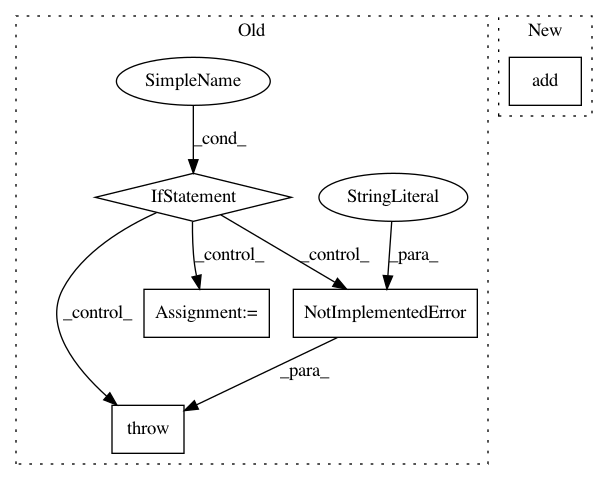 Old
New
SimpleName
add
_cond_
IfStatement
StringLiteral
_control_
_control_
_para_
_control_
Assignment:=
NotImplementedError
_para_
throw